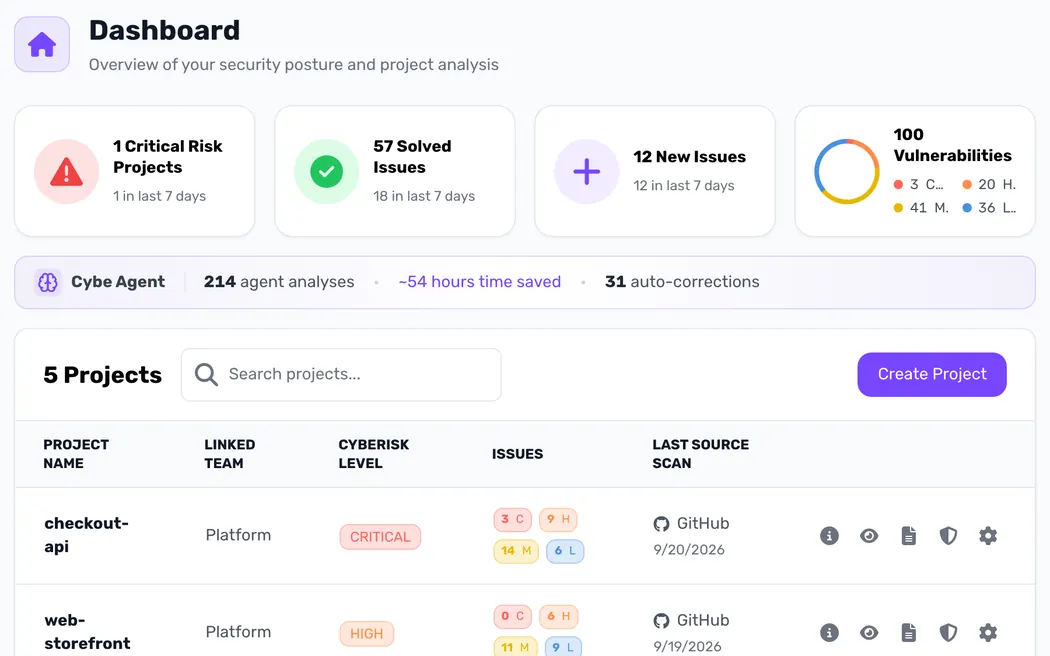 Dashboard
Overview of your security posture and project analysis
1 Critical Risk
Projects
1 in last 7 days
57 Solved
Issues
18 in last 7 days
12 New Issues
12 in last 7 days
100
Vulnerabilities
3 C... 20 H.
41 M. 36 L...
Cybe Agent 214 agent analyses • ~54 hours time saved • 31 auto-corrections
5 Projects Search projects... Create Project
PROJECT NAME
LINKED TEAM
CYBERISK LEVEL
ISSUES
LAST SOURCE SCAN
checkout-
api
Platform
CRITICAL
3 C 9 H
14 M 6 L
GitHub
9/20/2026
web-
storefront
Platform
HIGH
0 C 6 H
11 M 9 L
GitHub
9/19/2026